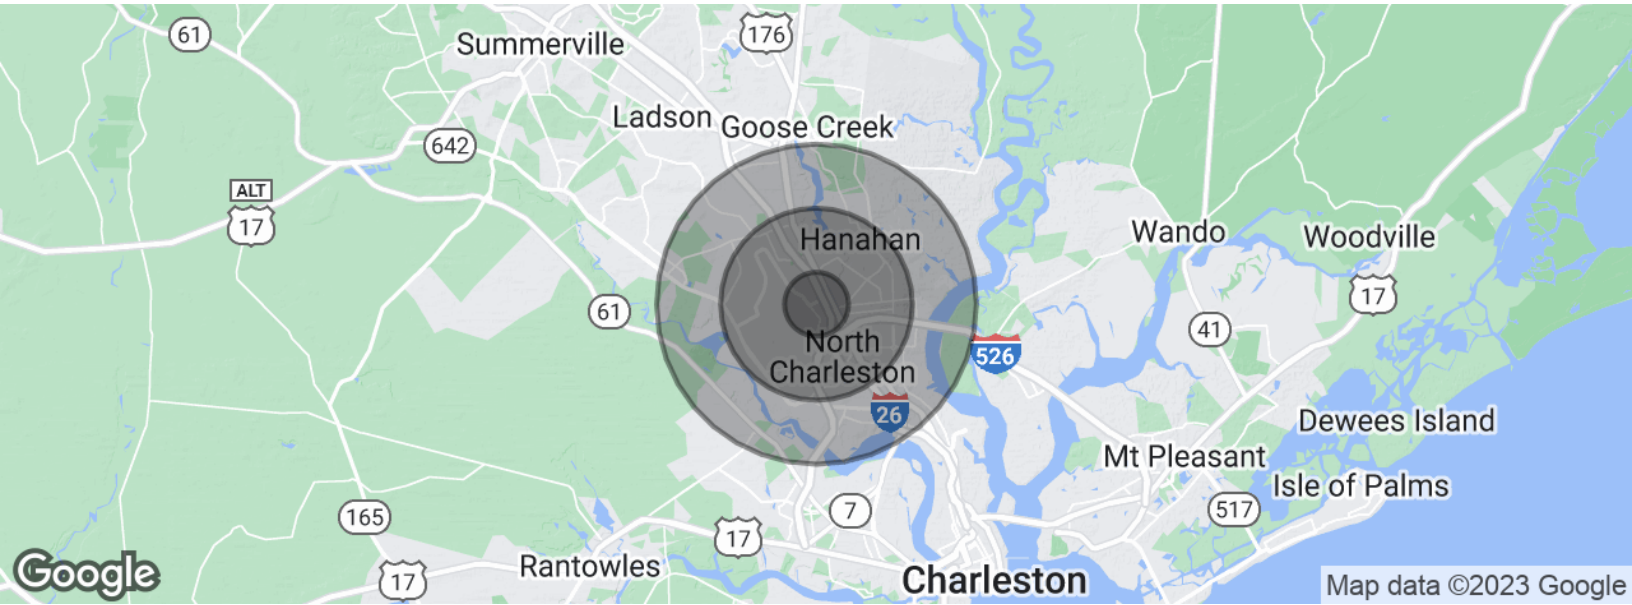 61
176
Summerville
Ladson
Goose Creek
642
ALT
17
Hanahan
Wando
Woodville
17
61
41
North
Charleston
526
26
Dewees Island
Mt Pleasant
Isle of Palms
165
7
517
17
Rantowles
17
Charleston
Google
Map data ©2023 Google